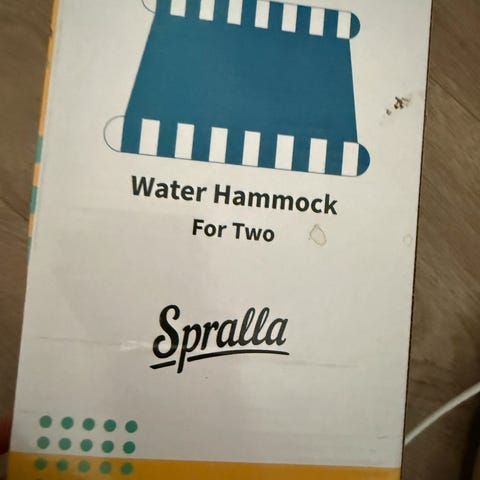 Water Hammock
For Two
Spralla